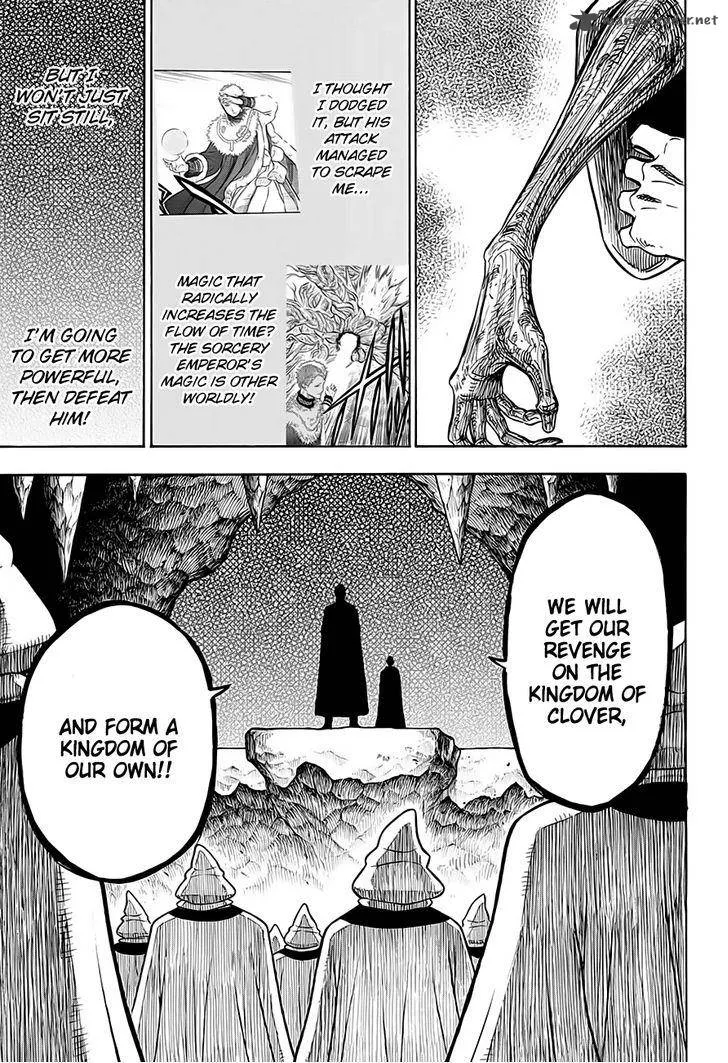 I THOUGHT
I DODGED
IT, BUT HIS
ATTACK
MANAGED
TO SCRAPE
ME...
MAGIC THAT
RADICALLY
INCREASES THE
FLOW OF TIME?
THE SORCERY
EMPEROR'S
MAGIC IS OTHER
WORLDLY!
BUT I
WON'T JUST
SIT STILL,
I'M GOING
TO GET MORE
POWERFUL,
THEN DEFEAT
HIM!
WE WILL
GET OUR
REVENGE
ON THE
KINGDOM OF
CLOVER,
AND FORM A
KINGDOM OF
OUR OWN!!